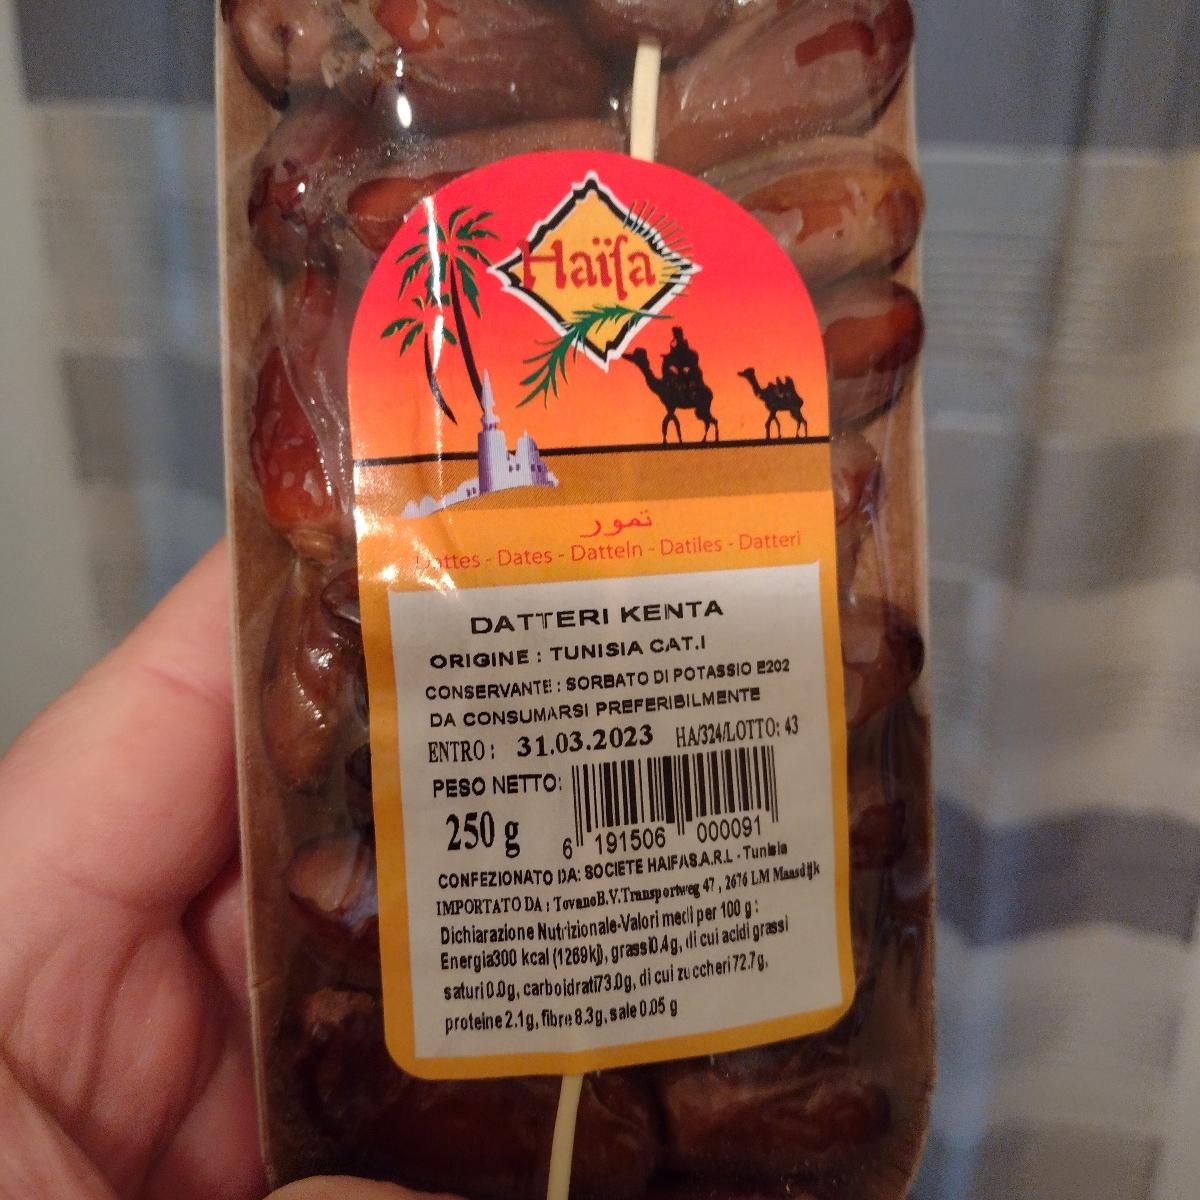 Haïfa
تمور
Dattes - Dates - Datteln - Datiles - Datteri
DATTERI KENTA
ORIGINE : TUNISIA CAT.I
CONSERVANTE : SORBATO DI POTASSIO E202
DA CONSUMARSI PREFERIBILMENTE
ENTRO : 31.03.2023 HA/324/LOTTO: 43
PESO NETTO:
250 g
6 191506 000091
CONFEZIONATO DA: SOCIETE HAIFAS.A.R.L - Tunisia
IMPORTATO DA : TovanoB.V.Transportweg 47 , 2676 LM Maasdijk
Dichiarazione Nutrizionale-Valori medi per 100 g :
Energia300 kcal (1269kj), grassi0.4g, di cui acidi grassi
saturi 0.0g, carboidrati73.0g, di cui zuccheri 72.7g,
proteine 2.1g, fibre 8.3g, sale 0.05 g